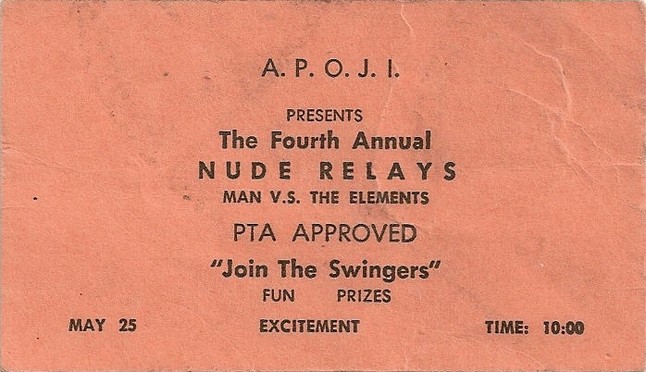 A. P. O. J. I.
PRESENTS
The Fourth Annual
NUDE RELAYS
MAN V.S. THE ELEMENTS
PTA APPROVED
"Join The Swingers"
FUN PRIZES
MAY 25 EXCITEMENT TIME: 10:00